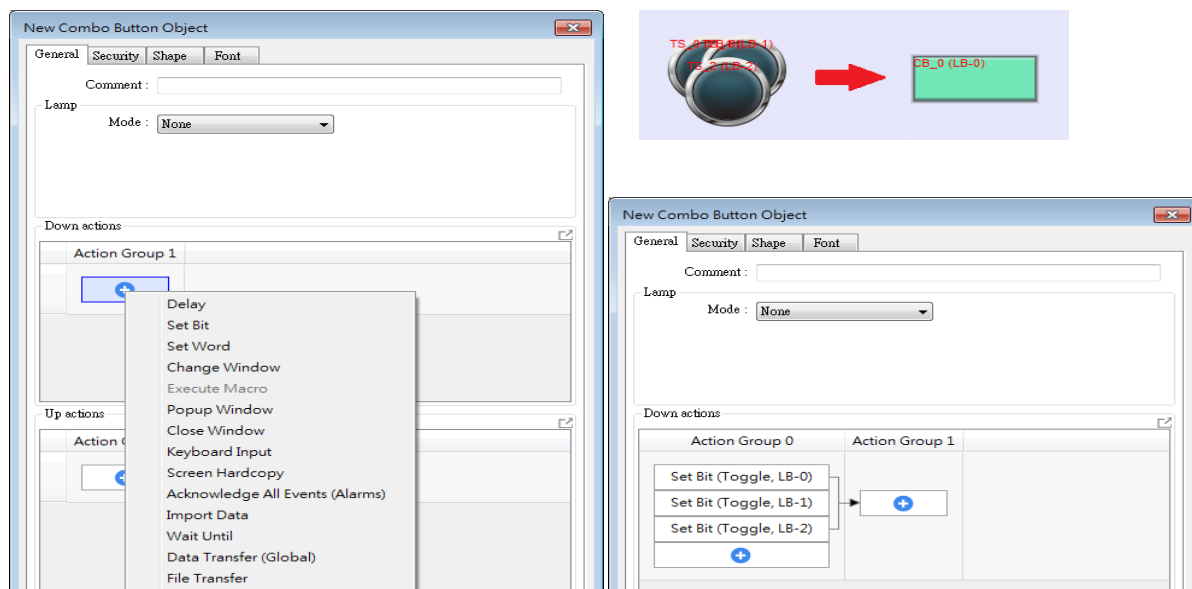 New Combo Button Object
General Security Shape Font
Comment :
Lamp
Mode : None
Down actions
Action Group 1
Delay
Set Bit
Set Word
Change Window
Execute Macro
Popup Window
Close Window
Keyboard Input
Screen Hardcopy
Acknowledge All Events (Alarms)
Import Data
Wait Until
Data Transfer (Global)
File Transfer
Up actions
Action
TS_2 (LB-2)
CB_0 (LB-0)
New Combo Button Object
General Security Shape Font
Comment :
Lamp
Mode : None
Down actions
Action Group 0 Action Group 1
Set Bit (Toggle, LB-0)
Set Bit (Toggle, LB-1)
Set Bit (Toggle, LB-2)